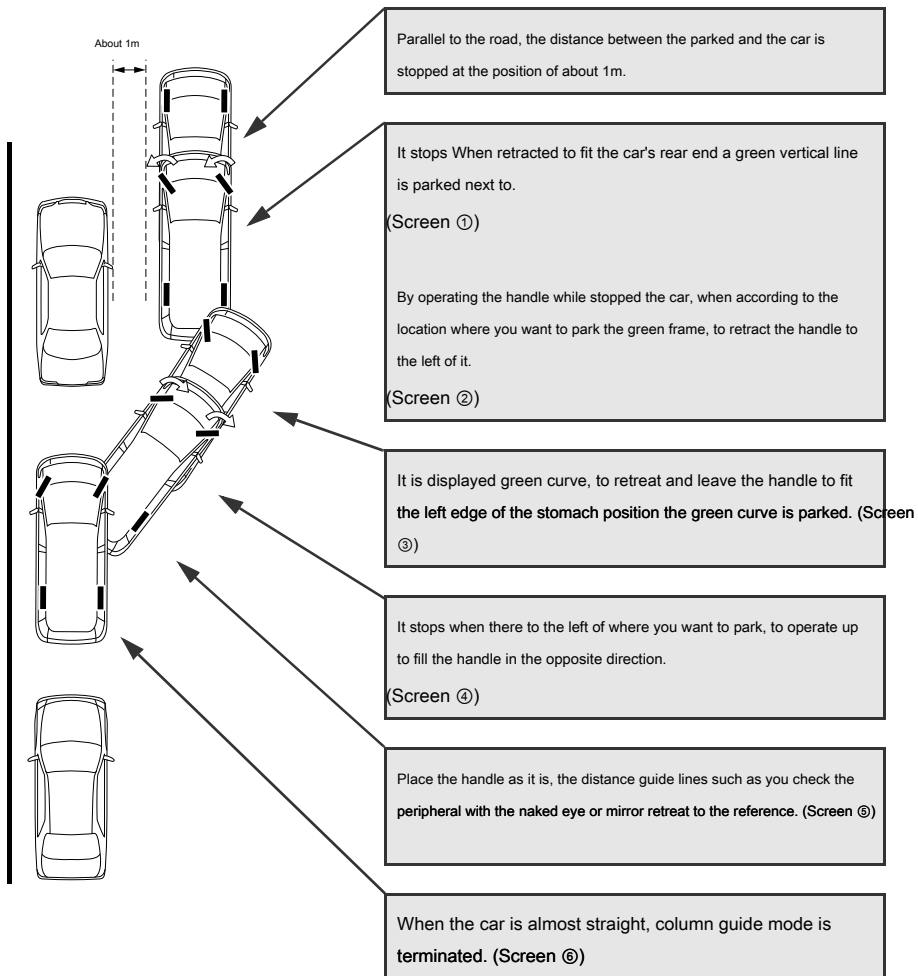 About 1m
Parallel to the road, the distance between the parked and the car is
stopped at the position of about 1m.
It stops When retracted to fit the car's rear end a green vertical line
is parked next to.
(Screen ①)
By operating the handle while stopped the car, when according to the
location where you want to park the green frame, to retract the handle to
the left of it.
(Screen ②)
It is displayed green curve, to retreat and leave the handle to fit
the left edge of the stomach position the green curve is parked. (Screen
③)
It stops when there to the left of where you want to park, to operate up
to fill the handle in the opposite direction.
(Screen ④)
Place the handle as it is, the distance guide lines such as you check the
peripheral with the naked eye or mirror retreat to the reference. (Screen ⑤)
When the car is almost straight, column guide mode is
terminated. (Screen ⑥)